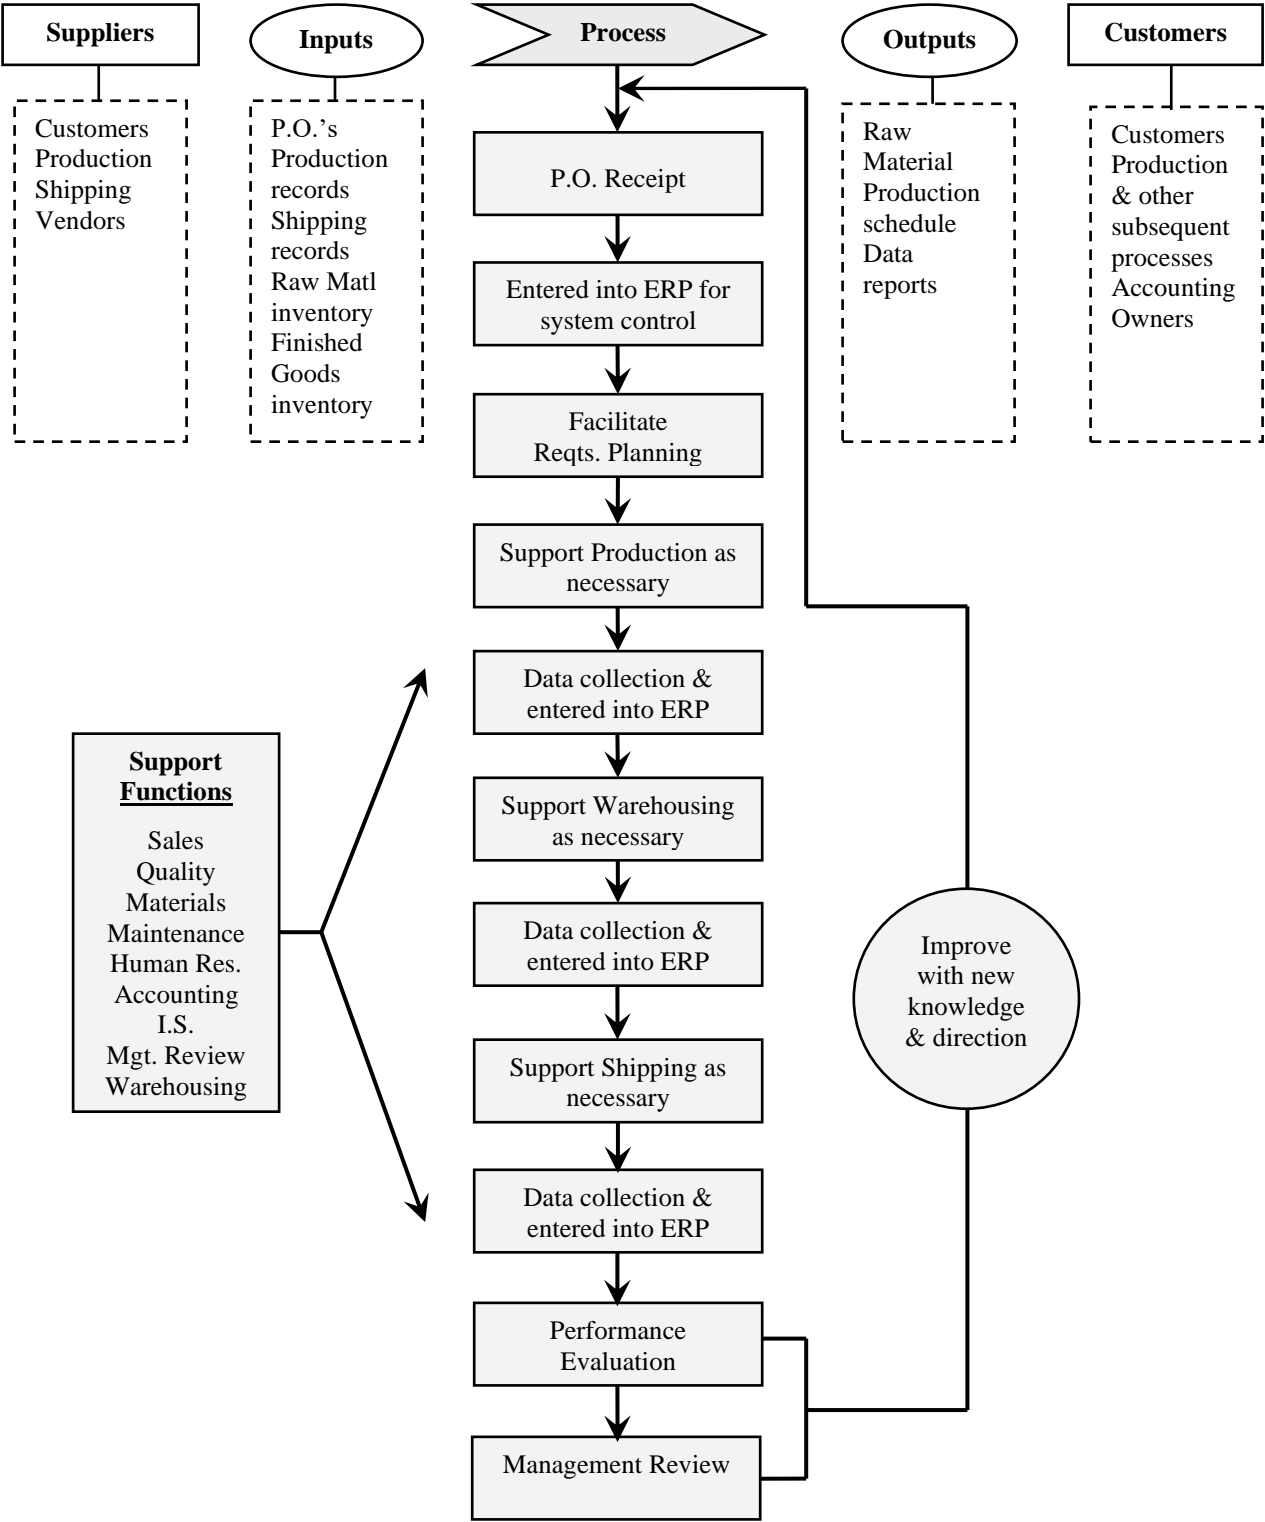 Suppliers
Inputs
Process
Outputs
Customers
Customers
Production
Shipping
Vendors
P.O.’s
Production
records
Shipping
records
Raw Matl
inventory
Finished
Goods
inventory
Raw
Material
Production
schedule
Data
reports
Customers
Production
& other
subsequent
processes
Accounting
Owners
P.O. Receipt
Entered into ERP for
system control
Facilitate
Reqts. Planning
Support Production as
necessary
Data collection &
entered into ERP
Support Warehousing
as necessary
Data collection &
entered into ERP
Support Shipping as
necessary
Data collection &
entered into ERP
Performance
Evaluation
Management Review
Support
Functions
Sales
Quality
Materials
Maintenance
Human Res.
Accounting
I.S.
Mgt. Review
Warehousing
Improve
with new
knowledge
& direction